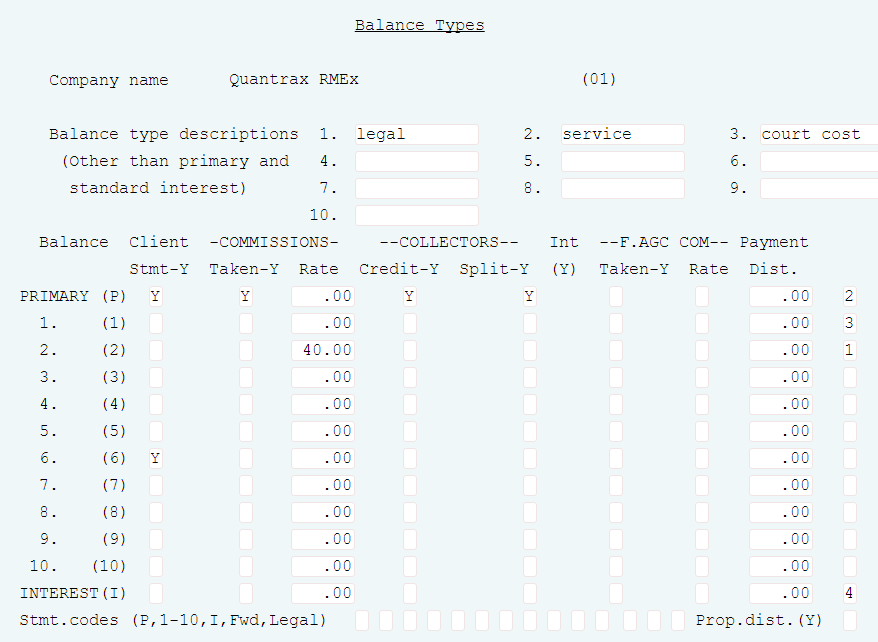 Balance Types
Company name Quantrax RMEx (01)
Balance type descriptions 1. legal 2. service 3. court cost
(Other than primary and 4. 5. 6.
standard interest) 7. 8. 9.
10.
Balance Client -COMMISSIONS- --COLLECTORS-- Int --F.AGC COM-- Payment
Stmt-Y Taken-Y Rate Credit-Y Split-Y (Y) Taken-Y Rate Dist.
PRIMARY (P) Y Y .00 Y Y .00 2
1. (1) .00 .00 3
2. (2) 40.00 .00 1
3. (3) .00 .00
4. (4) .00 .00
5. (5) .00 .00
6. (6) Y .00 .00
7. (7) .00 .00
8. (8) .00 .00
9. (9) .00 .00
10. (10) .00 .00
INTEREST(I) .00 .00 4
Stmt.codes (P,1-10,I,Fwd,Legal) Prop.dist.(Y)